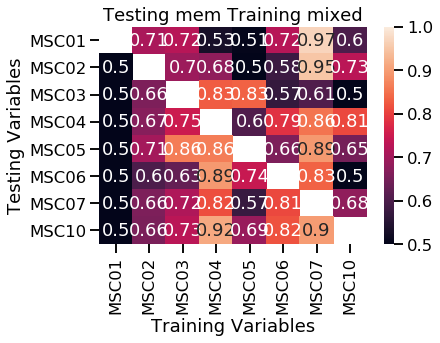 Testing mem Training mixed
MSC01 0.71 0.72 0.53 0.51 0.72 0.97 0.6
MSC02 0.5 0.7 0.68 0.5 0.58 0.95 0.73
MSC03 0.5 0.66 0.83 0.83 0.57 0.61 0.5
MSC04 0.5 0.67 0.75 0.6 0.79 0.86 0.81
MSC05 0.5 0.71 0.86 0.86 0.66 0.89 0.65
MSC06 0.5 0.6 0.63 0.89 0.74 0.83 0.5
MSC07 0.5 0.66 0.72 0.82 0.57 0.81 0.68
MSC10 0.5 0.66 0.73 0.92 0.69 0.82 0.9
MSC01 MSC02 MSC03 MSC04 MSC05 MSC06 MSC07 MSC10
Training Variables
Testing Variables
1.0
0.9
0.8
0.7
0.6
0.5